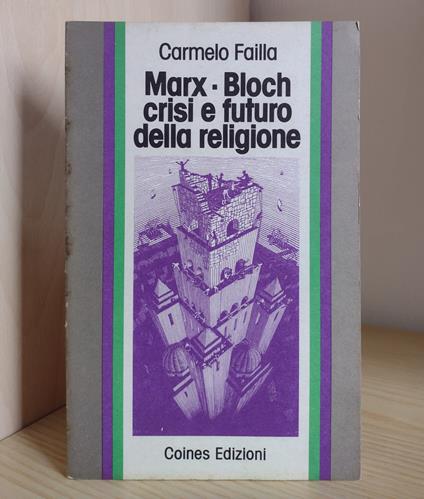 Carmelo Failla
Marx • Bloch
crisi e futuro
della religione
Coines Edizioni